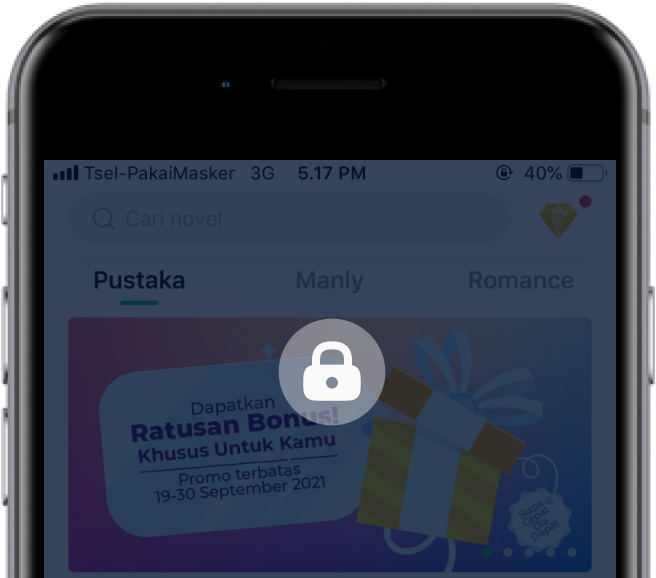 Tsel-PakaiMasker 3G 5.17 PM 40%
Cari novel
Pustaka Manly Romance
Dapatkan
Ratusan Bonus!
Khusus Untuk Kamu
Promo terbatas
19-30 September 2021
Siapa
Cepat
Dia
Dapat